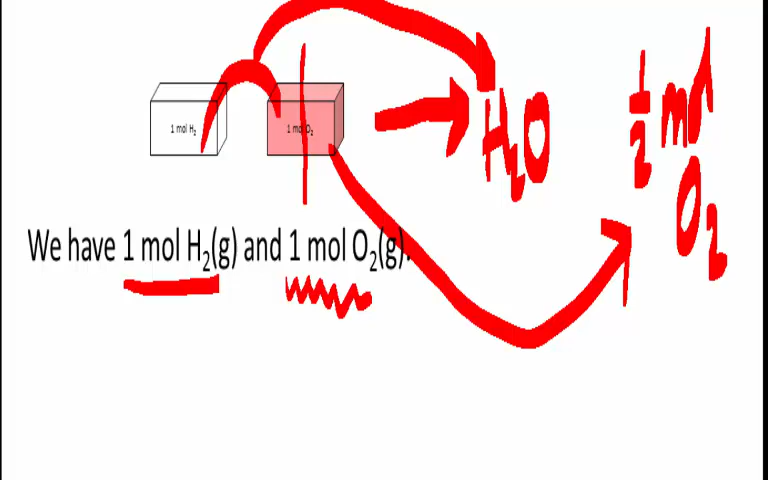 1 mol H2
1 mol O2
H2O
1/2 mol
O2
We have 1 mol H2(g) and 1 mol O2(g).